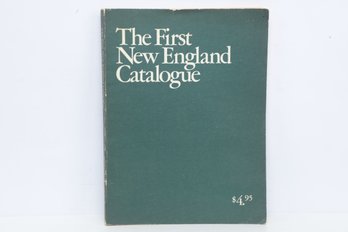 The First
New England
Catalogue
$4.95